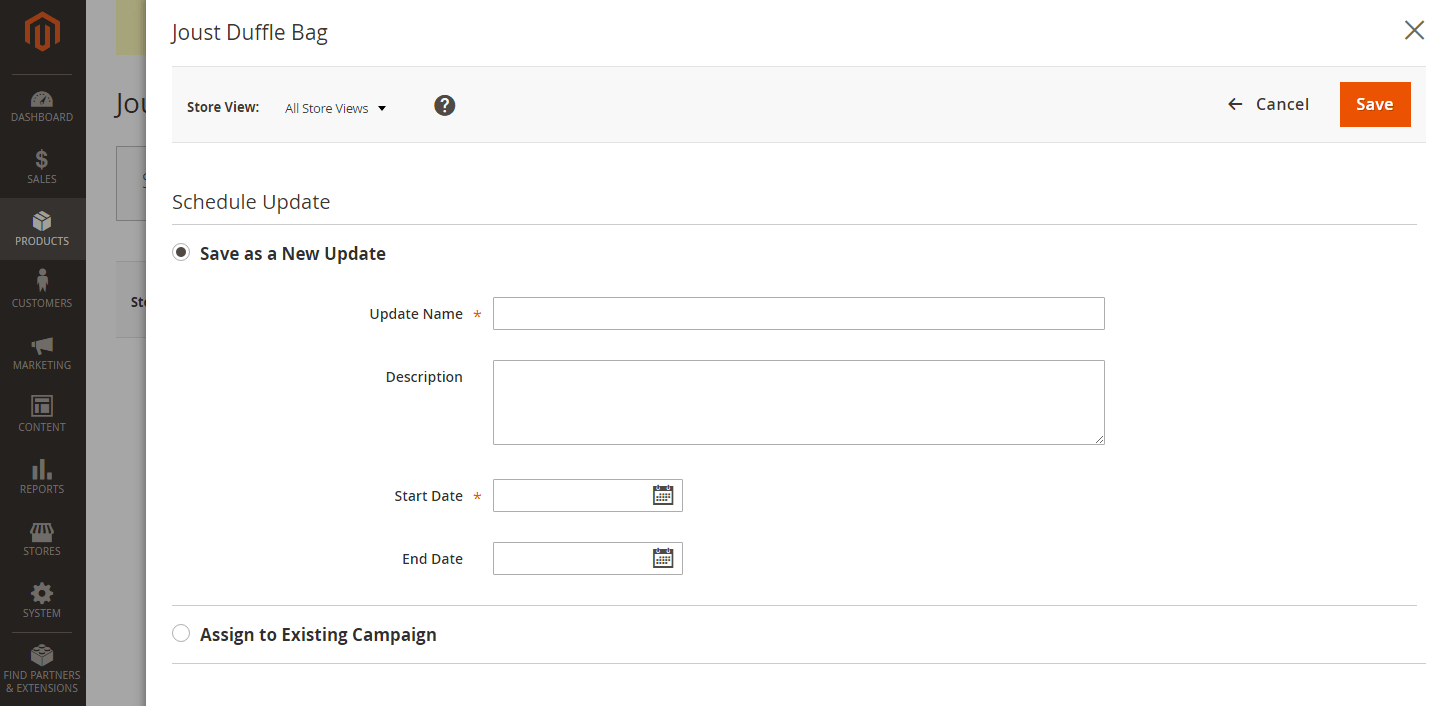 Joust Duffle Bag
Store View: All Store Views ? Cancel Save
DASHBOARD
SALES
PRODUCTS
CUSTOMERS
MARKETING
CONTENT
REPORTS
STORES
SYSTEM
FIND PARTNERS
& EXTENSIONS
Schedule Update
Save as a New Update
Update Name *
Description
Start Date *
End Date
Assign to Existing Campaign